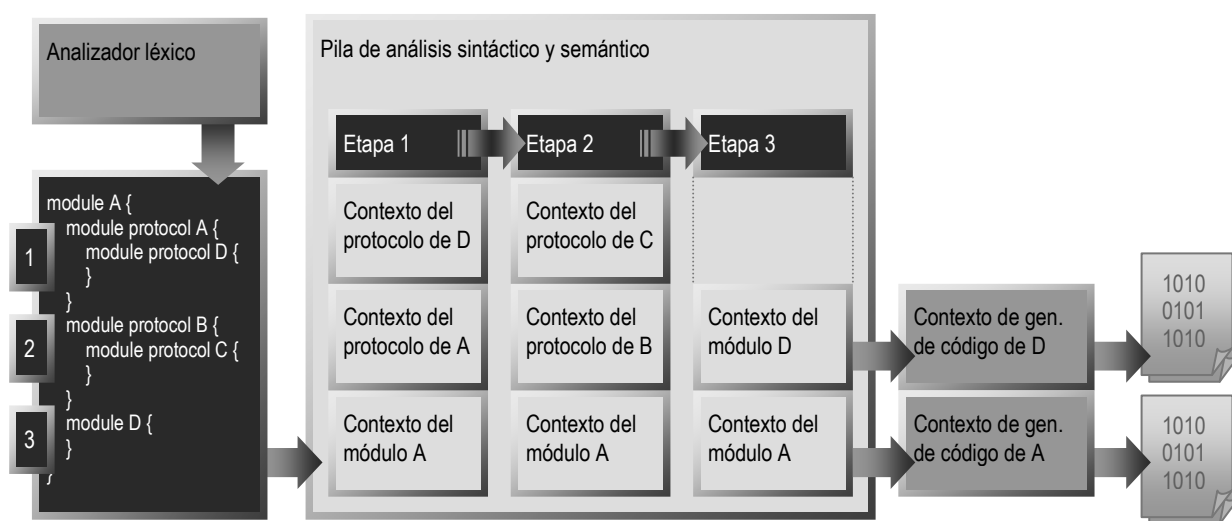 Analizador léxico
module A {
module protocol A {
module protocol D {
}
}
module protocol B {
module protocol C {
}
}
module D {
}
}
1
2
3
Pila de análisis sintáctico y semántico
Etapa 1
Etapa 2
Etapa 3
Contexto del
protocolo de D
Contexto del
protocolo de C
Contexto del
protocolo de A
Contexto del
protocolo de B
Contexto del
módulo D
Contexto de gen.
de código de D
1010
0101
1010
Contexto del
módulo A
Contexto del
módulo A
Contexto del
módulo A
Contexto de gen.
de código de A
1010
0101
1010